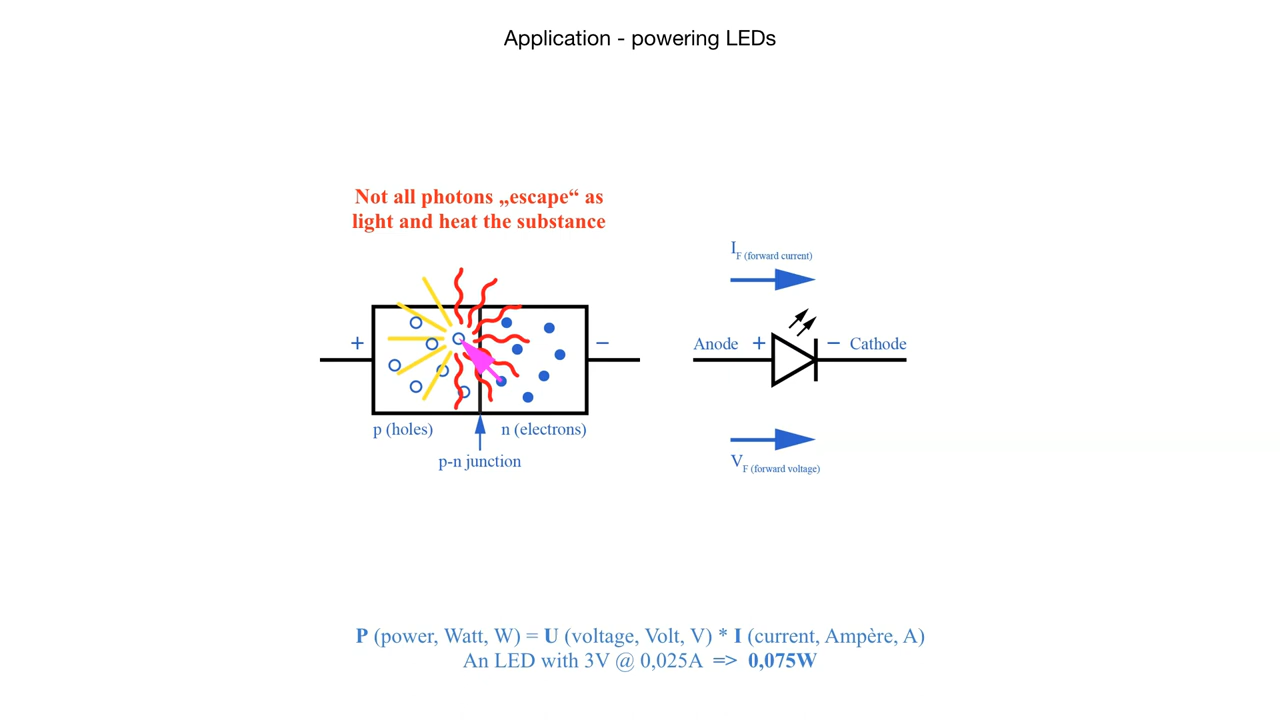 Application - powering LEDs
Not all photons „escape“ as
light and heat the substance
I F (forward current)
+
−
Anode + − Cathode
p (holes)
n (electrons)
p-n junction
V F (forward voltage)
P (power, Watt, W) = U (voltage, Volt, V) * I (current, Ampère, A)
An LED with 3V @ 0,025A => 0,075W